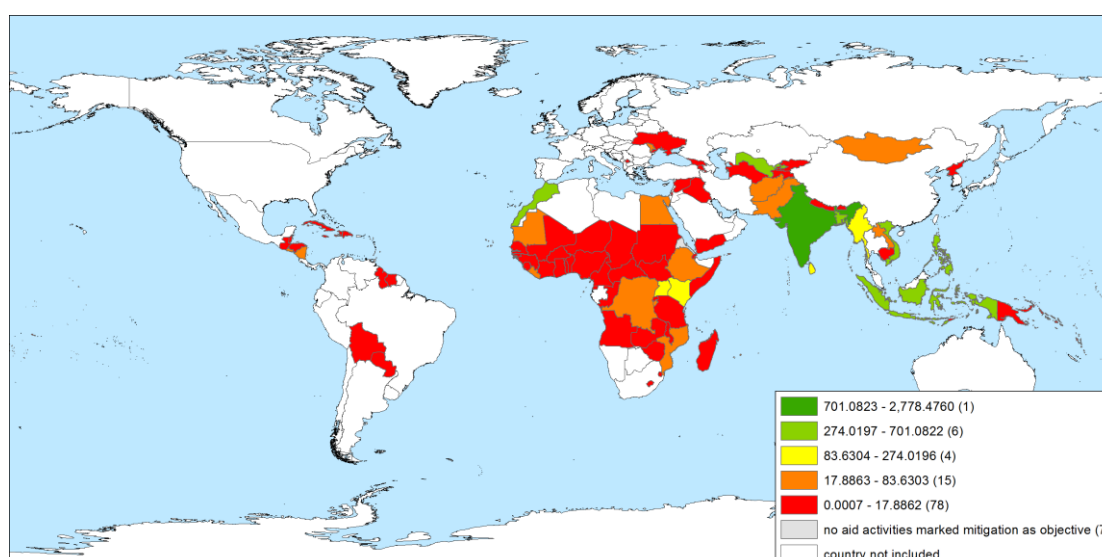 701.0823 - 2,778.4760 (1)
274.0197 - 701.0822 (6)
83.6304 - 274.0196 (4)
17.8863 - 83.6303 (15)
0.0007 - 17.8862 (78)
no aid activities marked mitigation as objective (7
country not included